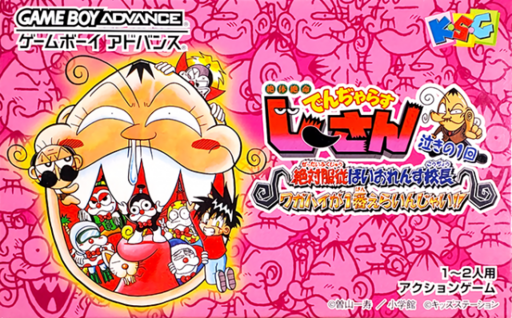 GAME BOY ADVANCE
ゲームボーイ アドバンス
K·S·G
絶体絶命
でんぢゃらす
じーさん
泣きの1回
絶対服従ばいおれんす校長
ワガハイが1番えらいんじゃい!!
1〜2人用
アクションゲーム
©曽山一寿 / 小学館 ©キッズステーション